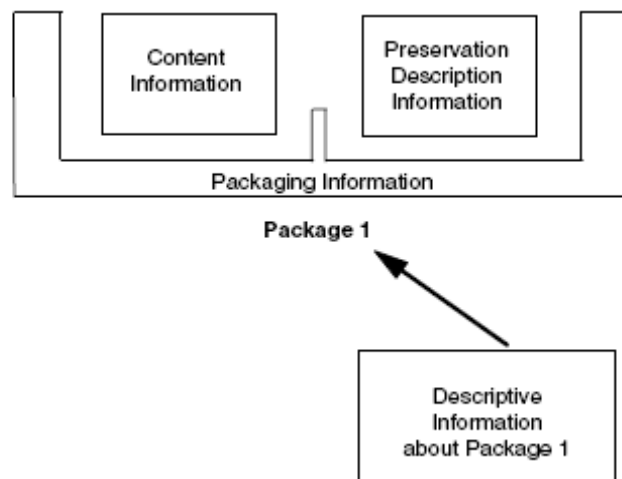 Content
Information
Preservation
Description
Information
Packaging Information
Package 1
Descriptive
Information
about Package 1